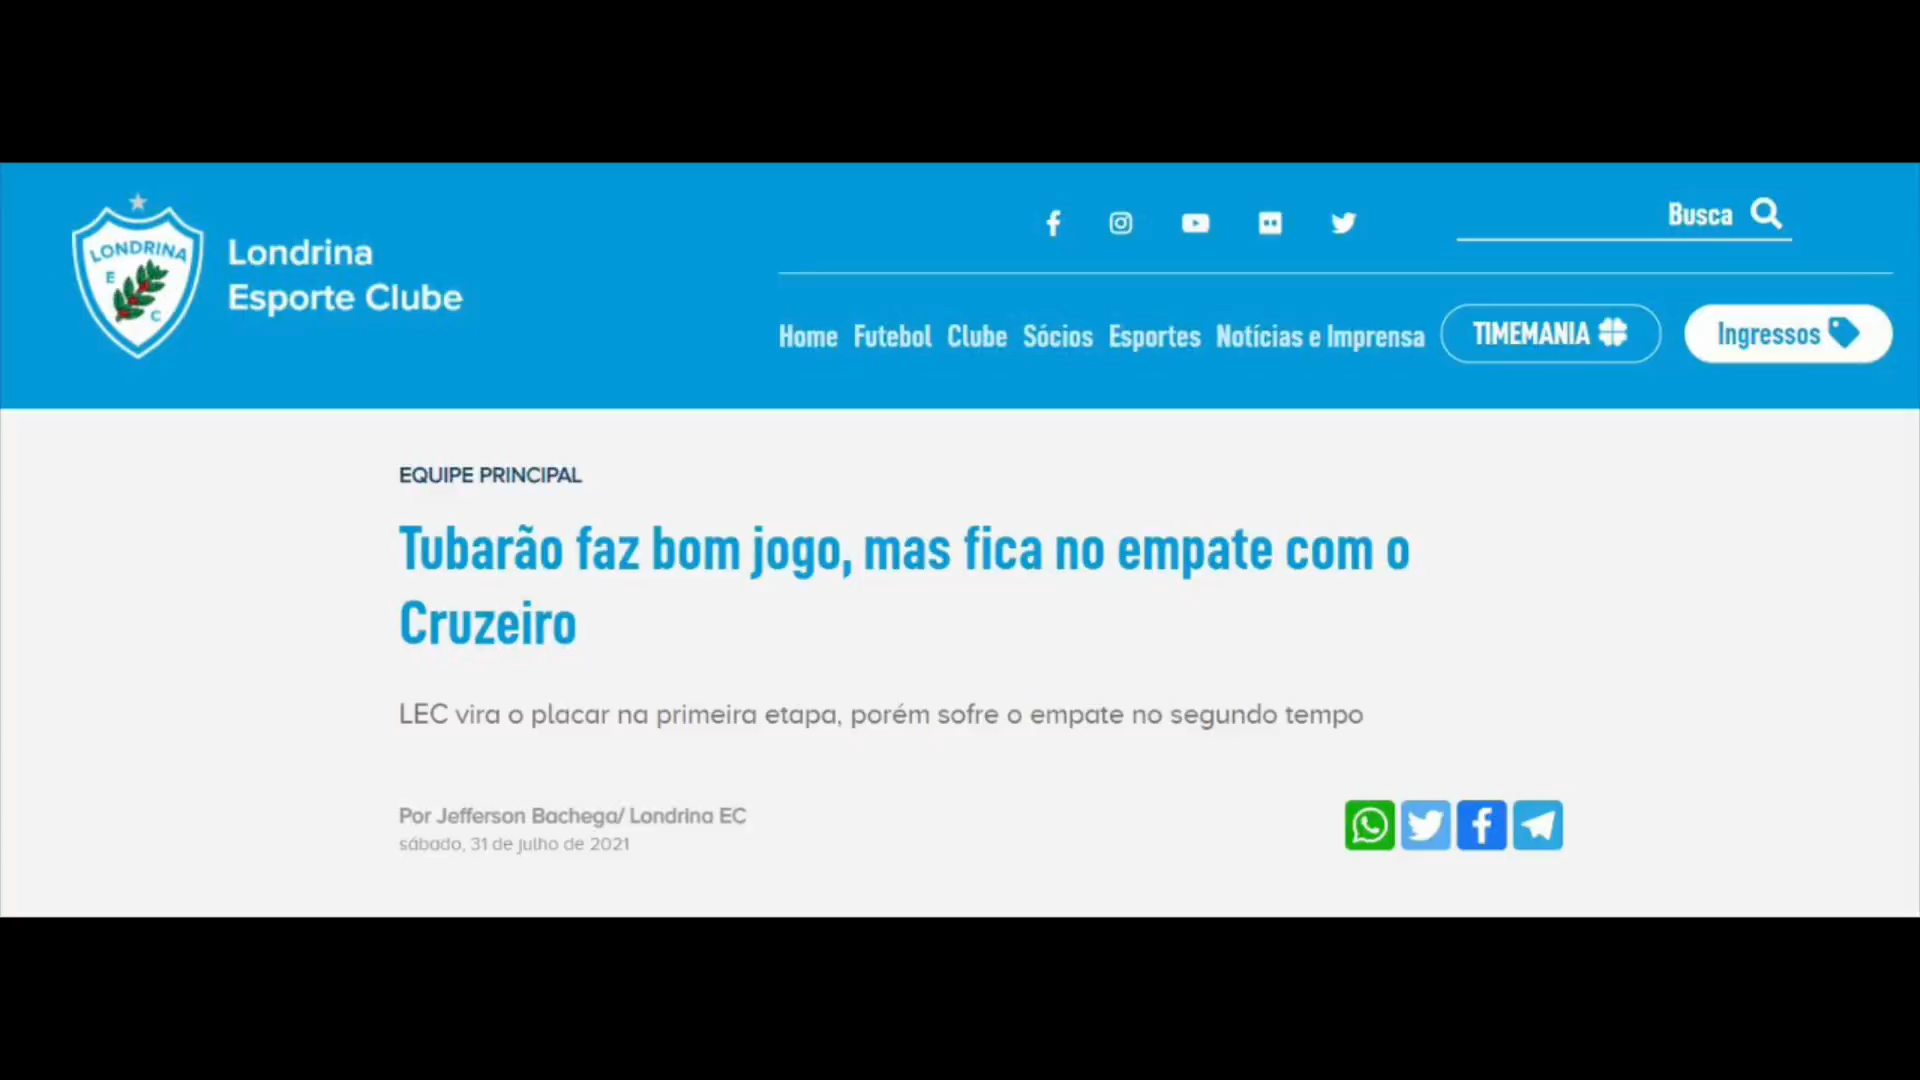 LONDRINA
E
C
Londrina
Esporte Clube
Busca
Home Futebol Clube Sócios Esportes Notícias e Imprensa TIMEMANIA Ingressos
EQUIPE PRINCIPAL
Tubarão faz bom jogo, mas fica no empate com o
Cruzeiro
LEC vira o placar na primeira etapa, porém sofre o empate no segundo tempo
Por Jefferson Bachega/ Londrina EC
sábado, 31 de julho de 2021